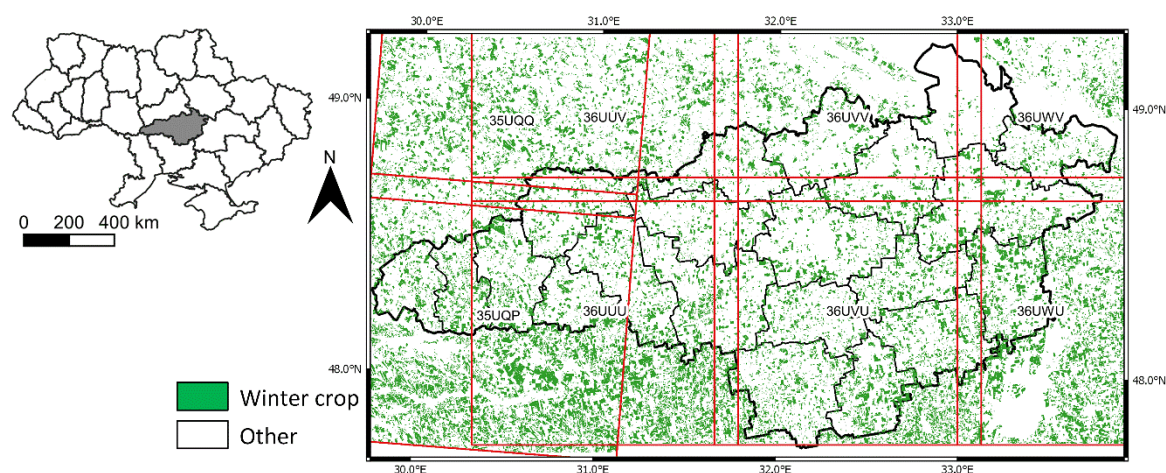 30.0°E 31.0°E 32.0°E 33.0°E
49.0°N 49.0°N
35UQQ 36UUV 36UVV 36UWV
N
0 200 400 km
35UQP 36UUU 36UVU 36UWU
48.0°N 48.0°N
Winter crop
Other
30.0°E 31.0°E 32.0°E 33.0°E